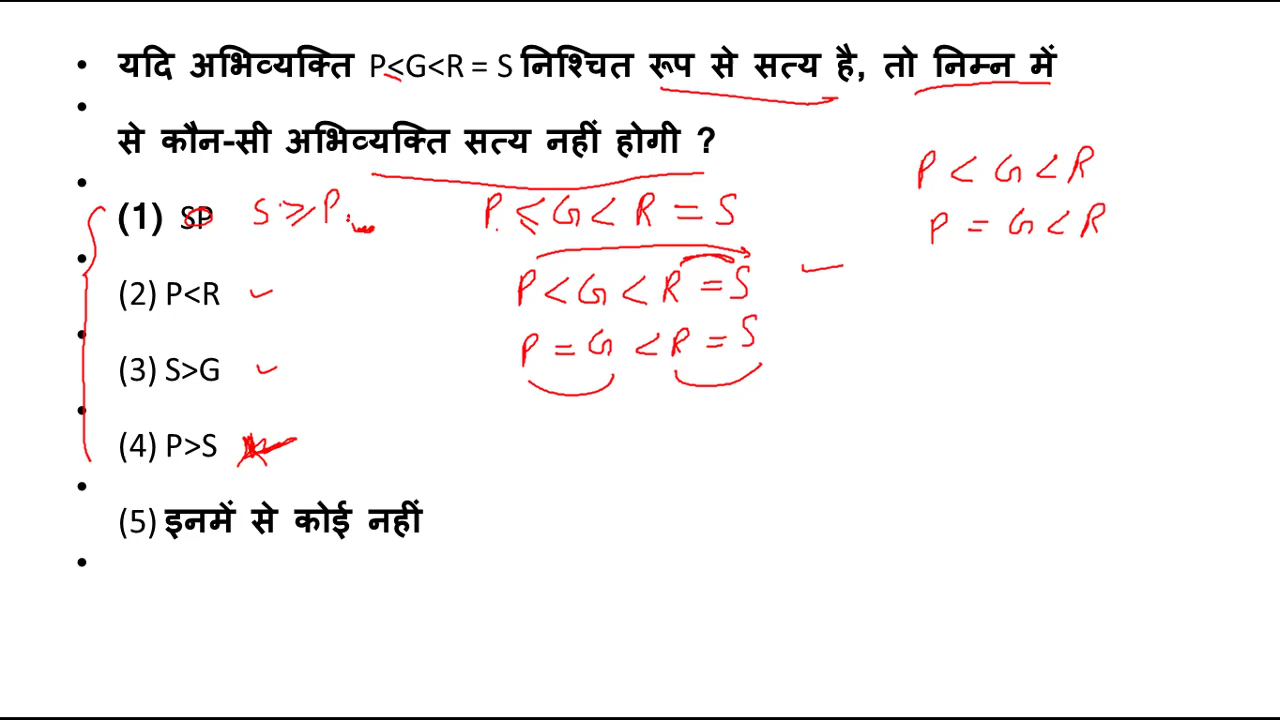 • यदि अभिव्यक्ति P<G<R = S निश्चित रूप से सत्य है, तो निम्न में
•
से कौन-सी अभिव्यक्ति सत्य नहीं होगी ?
P < G < R
•
(1) SP S ≥ P P ≤ G < R = S
P = G < R
•
(2) P<R P < G < R = S
•
(3) S>G P = G < R = S
•
(4) P>S
•
(5) इनमें से कोई नहीं
•